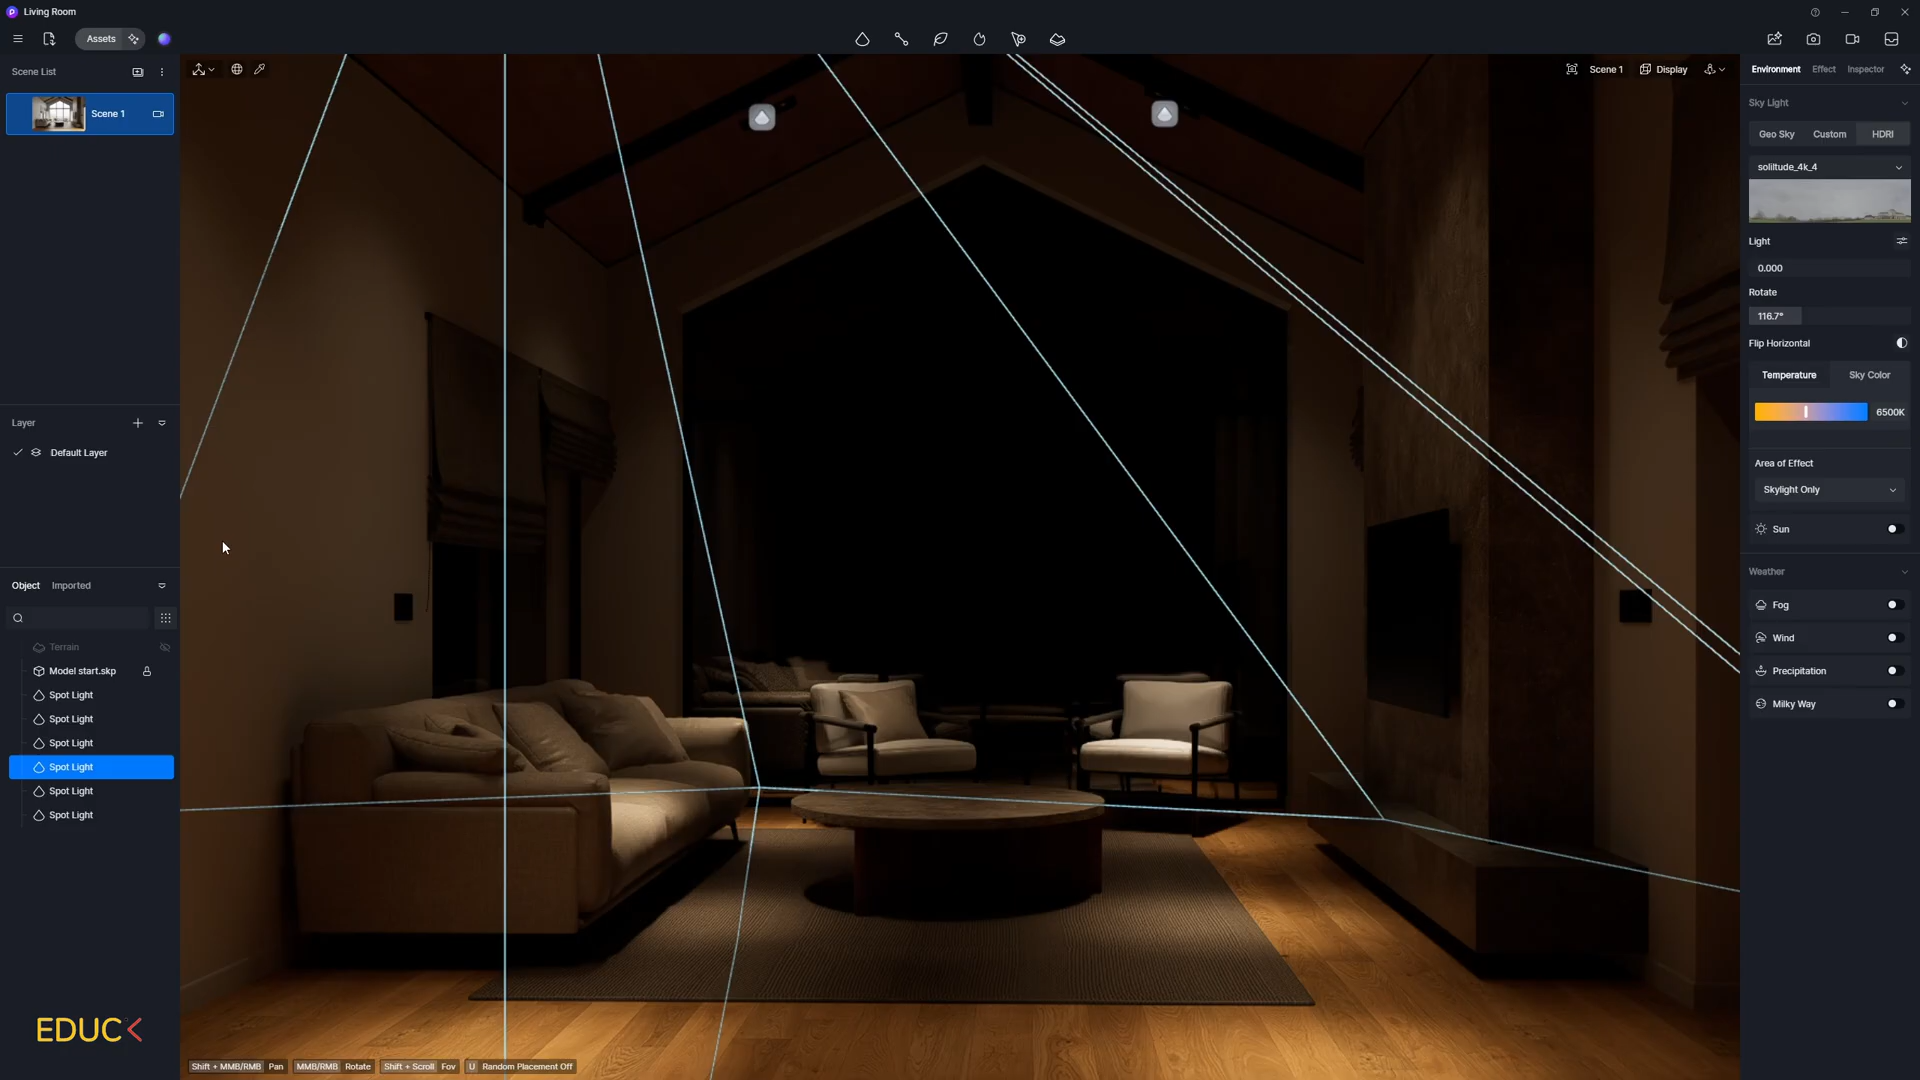 Living Room
Assets
Scene List
Scene 1
Layer
Default Layer
Object Imported
Terrain
Model start.skp
Spot Light
Spot Light
Spot Light
Spot Light
Spot Light
Spot Light
EDUC
Scene 1 Display
Shift + MMB/RMB Pan MMB/RMB Rotate Shift + Scroll Fov U Random Placement Off
Environment Effect Inspector
Sky Light
Geo Sky Custom HDRI
solitude_4k_4
Light
0.000
Rotate
116.7°
Flip Horizontal
Temperature Sky Color
6500K
Area of Effect
Skylight Only
Sun
Weather
Fog
Wind
Precipitation
Milky Way